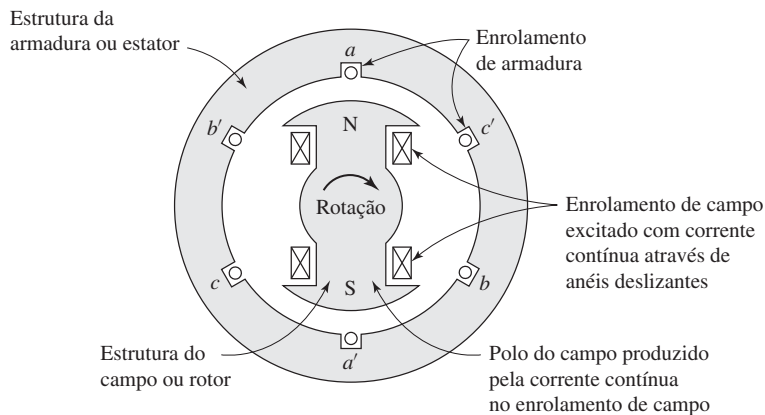 Estrutura da
armadura ou estator
a
Enrolamento
de armadura
b′
c′
N
Rotação
Enrolamento de campo
excitado com corrente
contínua através de
anéis deslizantes
c
S
b
a′
Estrutura do
campo ou rotor
Polo do campo produzido
pela corrente contínua
no enrolamento de campo